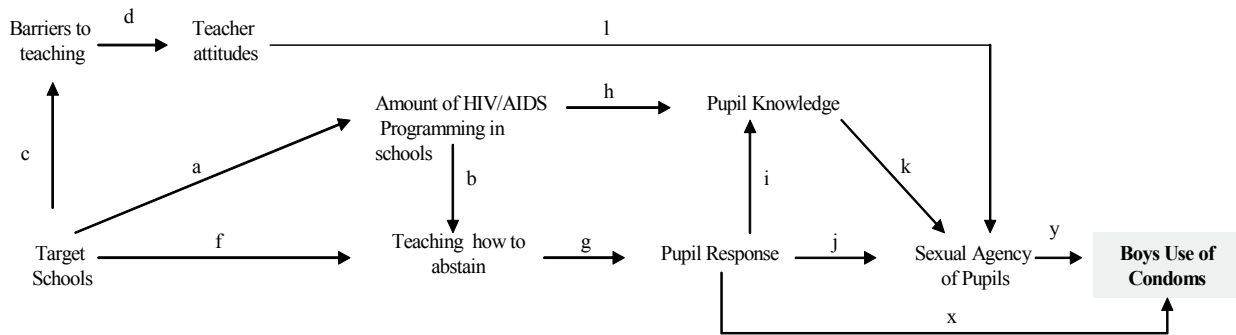 Barriers to
teaching
d
Teacher
attitudes
l
Amount of HIV/AIDS
Programming in
schools
h
Pupil Knowledge
c
a
b
i
k
Target
Schools
f
Teaching how to
abstain
g
Pupil Response
j
Sexual Agency
of Pupils
y
Boys Use of
Condoms
x